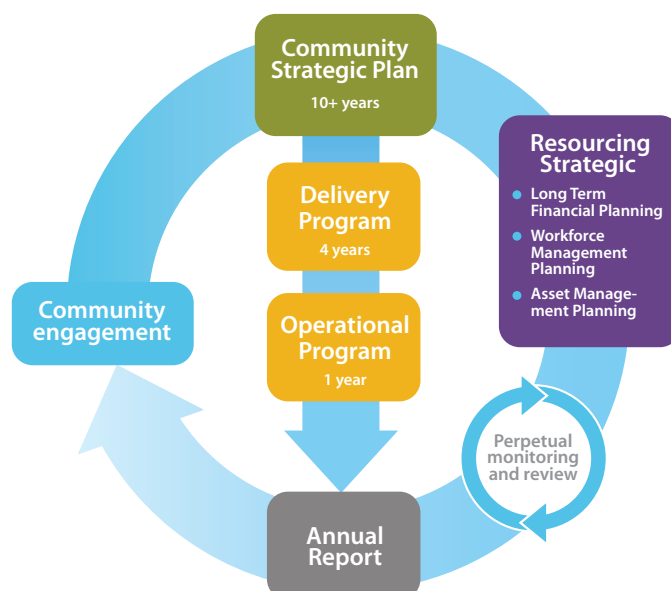 Community
Strategic Plan
10+ years
Resourcing
Strategic
Long Term
Financial Planning
Workforce
Management
Planning
Asset Manage-
ment Planning
Delivery
Program
4 years
Community
engagement
Operational
Program
1 year
Perpetual
monitoring
and review
Annual
Report